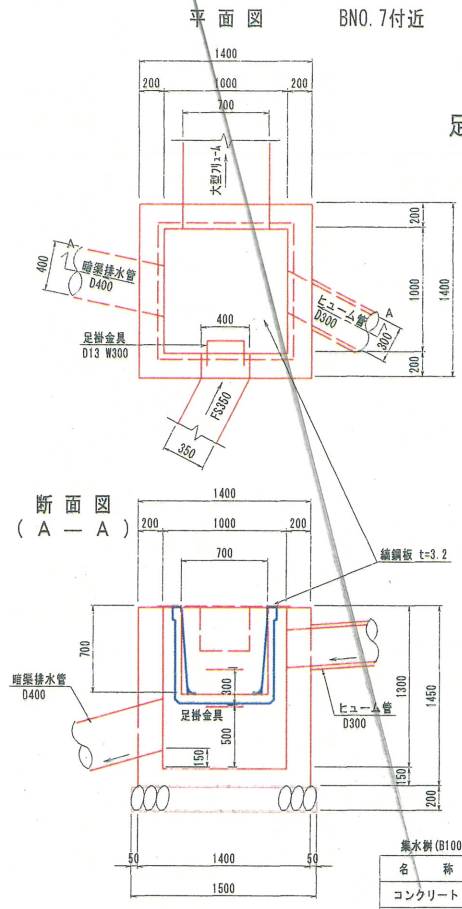 平面図 BNO.7付近
1400
200 1000 200
700
足
大型フリューム
A
暗渠排水管
D400
400
200
1000
1400
200
ヒューム管
D300
A
300
400
足掛金具
D13 W300
FS350
350
断面図
(A — A)
1400
200 1000 200
700
縞鋼板 t=3.2
700
暗渠排水管
D400
300
足掛金具
500
150
ヒューム管
D300
1300
1450
150
200
50 1400 50
1500
集水桝(B100
名 称
コンクリート